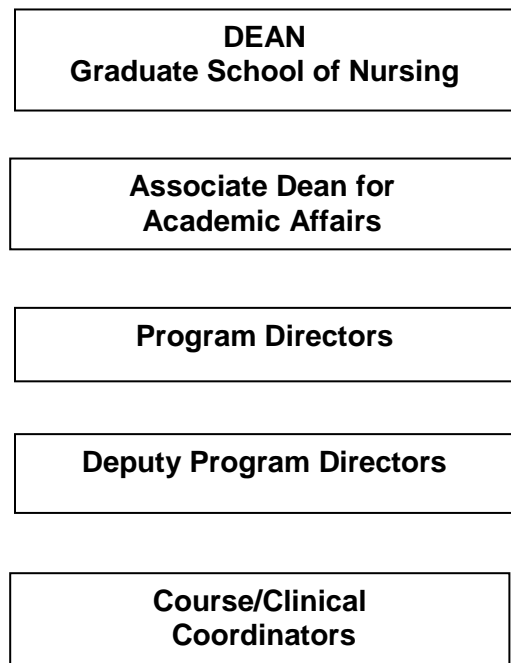 DEAN
Graduate School of Nursing
Associate Dean for
Academic Affairs
Program Directors
Deputy Program Directors
Course/Clinical
Coordinators